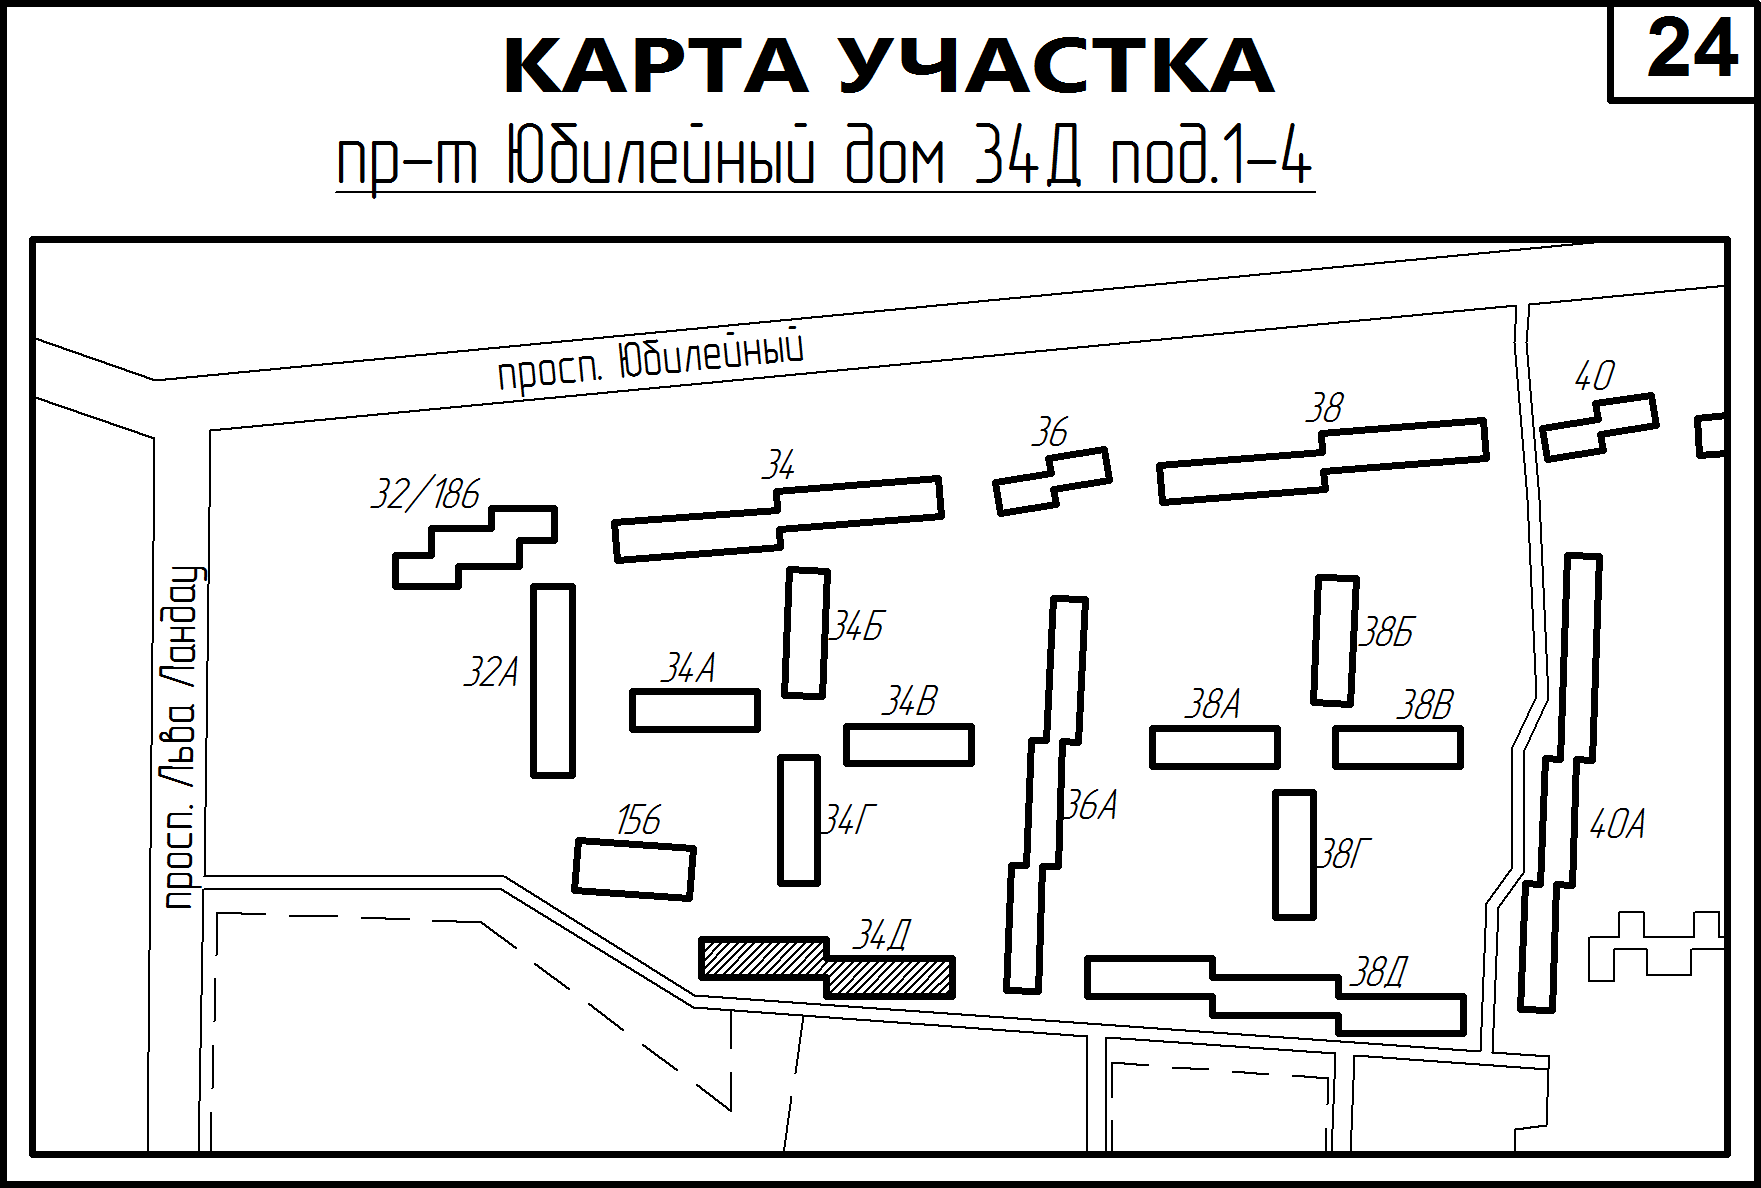 24
КАРТА УЧАСТКА
пр-т Юбилейный дом 34Д под.1-4
просп. Юбилейный
просп. Льва Ландау
40
38
36
34
32/186
34Б
38Б
32А
34А
34В
38А
38В
156
34Г
36А
38Г
40А
34Д
38Д